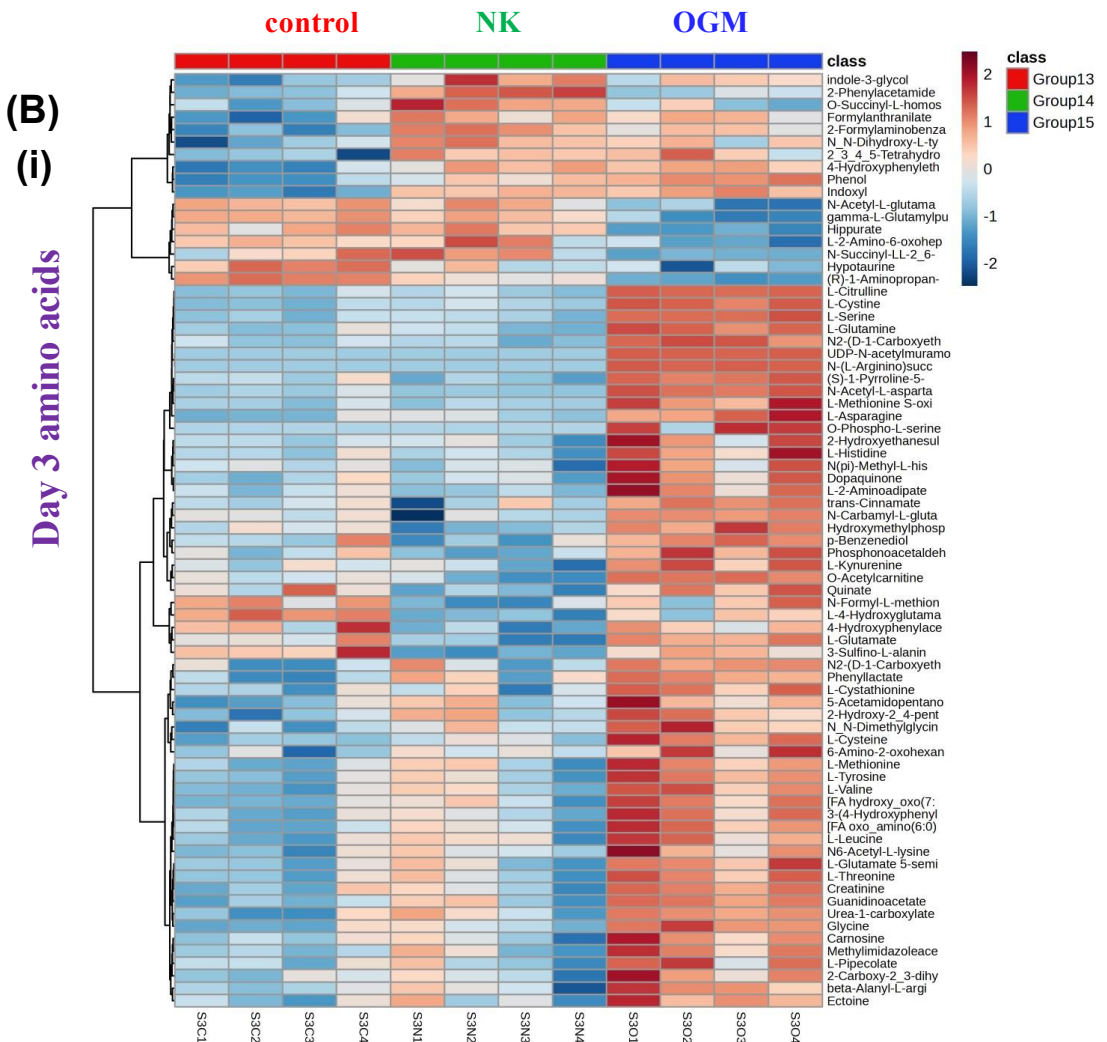 control NK OGM
(B)
(i)
Day 3 amino acids
class
class
Group13
Group14
Group15
2
1
0
-1
-2
indole-3-glycol
2-Phenylacetamide
O-Succinyl-L-homos
Formylanthranilate
2-Formylaminobenza
N_N-Dihydroxy-L-ty
2_3_4_5-Tetrahydro
4-Hydroxyphenyleth
Phenol
Indoxyl
N-Acetyl-L-glutama
gamma-L-Glutamylpu
Hippurate
L-2-Amino-6-oxohep
N-Succinyl-LL-2_6-
Hypotaurine
(R)-1-Aminopropan-
L-Citrulline
L-Cystine
L-Serine
L-Glutamine
N2-(D-1-Carboxyeth
UDP-N-acetylmuramo
N-(L-Arginino)succ
(S)-1-Pyrroline-5-
N-Acetyl-L-asparta
L-Methionine S-oxi
L-Asparagine
O-Phospho-L-serine
2-Hydroxyethanesul
L-Histidine
N(pi)-Methyl-L-his
Dopaquinone
L-2-Aminoadipate
trans-Cinnamate
N-Carbamyl-L-gluta
Hydroxymethylphosp
p-Benzenediol
Phosphonoacetaldeh
L-Kynurenine
O-Acetylcarnitine
Quinate
N-Formyl-L-methion
L-4-Hydroxyglutama
4-Hydroxyphenylace
L-Glutamate
3-Sulfino-L-alanin
N2-(D-1-Carboxyeth
Phenyllactate
L-Cystathionine
5-Acetamidopentano
2-Hydroxy-2_4-pent
N_N-Dimethylglycin
L-Cysteine
6-Amino-2-oxohexan
L-Methionine
L-Tyrosine
L-Valine
[FA hydroxy_oxo(7:
3-(4-Hydroxyphenyl
[FA oxo_amino(6:0)
L-Leucine
N6-Acetyl-L-lysine
L-Glutamate 5-semi
L-Threonine
Creatinine
Guanidinoacetate
Urea-1-carboxylate
Glycine
Carnosine
Methylimidazoleace
L-Pipecolate
2-Carboxy-2_3-dihy
beta-Alanyl-L-argi
Ectoine
S3C1
S3C2
S3C3
S3C4
S3N1
S3N2
S3N3
S3N4
S3O1
S3O2
S3O3
S3O4